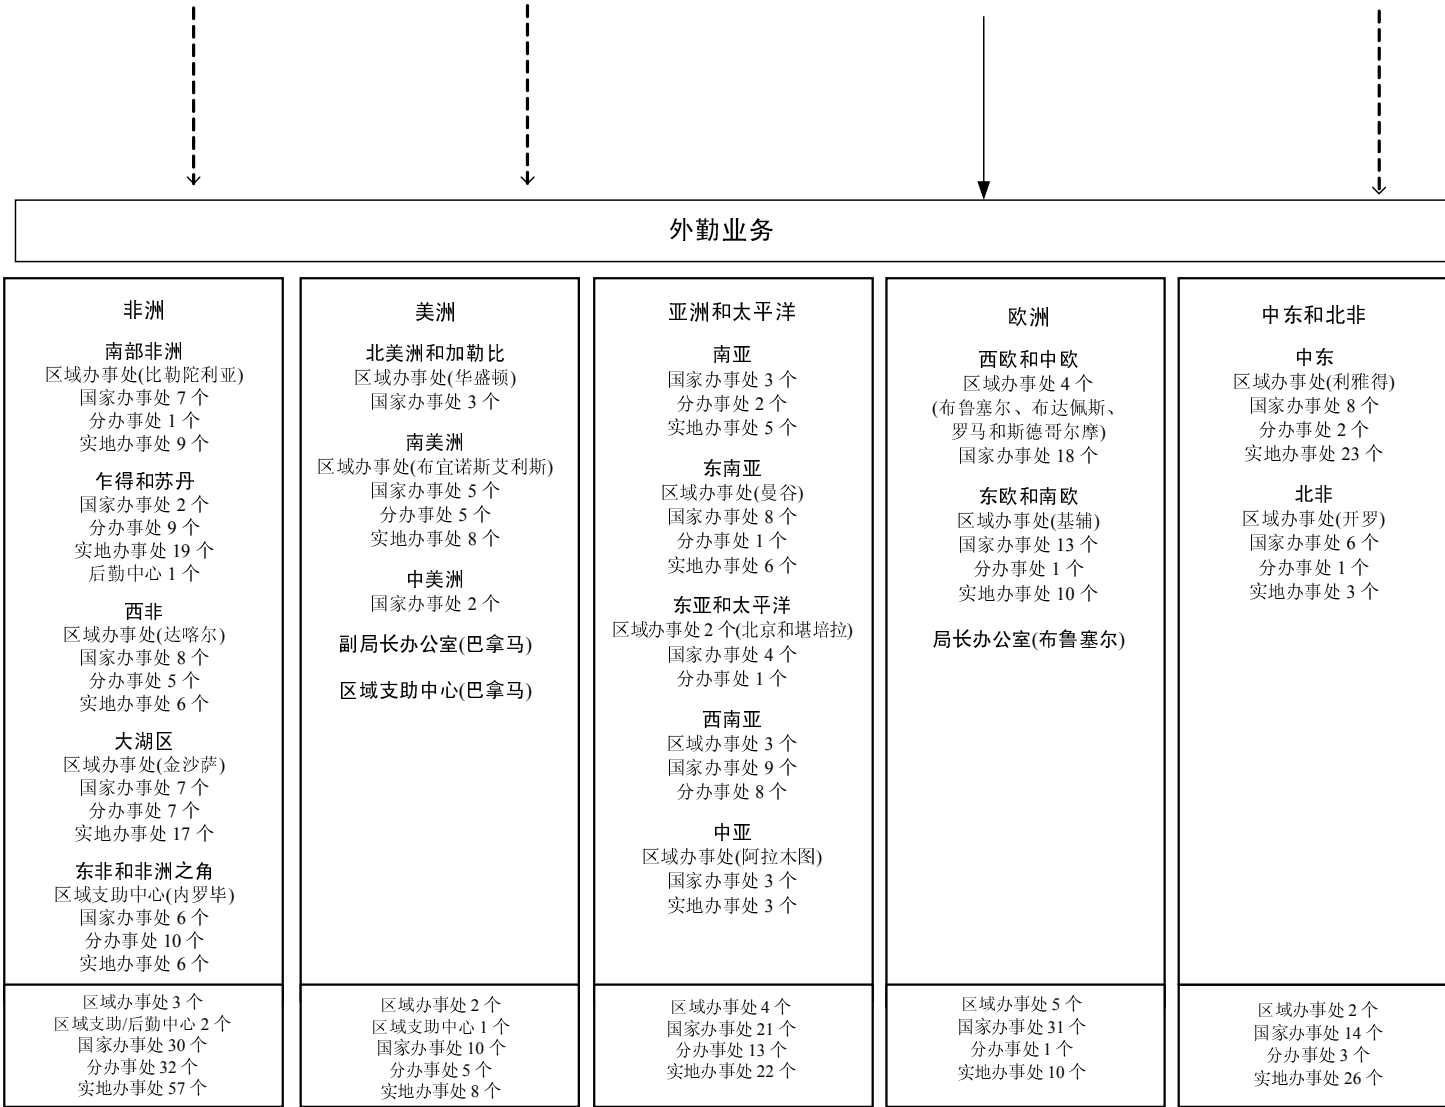 外勤业务
非洲
南部非洲
区域办事处(比勒陀利亚)
国家办事处 7 个
分办事处 1 个
实地办事处 9 个
乍得和苏丹
国家办事处 2 个
分办事处 9 个
实地办事处 19 个
后勤中心 1 个
西非
区域办事处(达喀尔)
国家办事处 8 个
分办事处 5 个
实地办事处 6 个
大湖区
区域办事处(金沙萨)
国家办事处 7 个
分办事处 7 个
实地办事处 17 个
东非和非洲之角
区域支助中心(内罗毕)
国家办事处 6 个
分办事处 10 个
实地办事处 6 个
区域办事处 3 个
区域支助/后勤中心 2 个
国家办事处 30 个
分办事处 32 个
实地办事处 57 个
美洲
北美洲和加勒比
区域办事处(华盛顿)
国家办事处 3 个
南美洲
区域办事处(布宜诺斯艾利斯)
国家办事处 5 个
分办事处 5 个
实地办事处 8 个
中美洲
国家办事处 2 个
副局长办公室(巴拿马)
区域支助中心(巴拿马)
区域办事处 2 个
区域支助中心 1 个
国家办事处 10 个
分办事处 5 个
实地办事处 8 个
亚洲和太平洋
南亚
国家办事处 3 个
分办事处 2 个
实地办事处 5 个
东南亚
区域办事处(曼谷)
国家办事处 8 个
分办事处 1 个
实地办事处 6 个
东亚和太平洋
区域办事处 2 个(北京和堪培拉)
国家办事处 4 个
分办事处 1 个
西南亚
区域办事处 3 个
国家办事处 9 个
分办事处 8 个
中亚
区域办事处(阿拉木图)
国家办事处 3 个
实地办事处 3 个
区域办事处 4 个
国家办事处 21 个
分办事处 13 个
实地办事处 22 个
欧洲
西欧和中欧
区域办事处 4 个
(布鲁塞尔、布达佩斯、
罗马和斯德哥尔摩)
国家办事处 18 个
东欧和南欧
区域办事处(基辅)
国家办事处 13 个
分办事处 1 个
实地办事处 10 个
局长办公室(布鲁塞尔)
区域办事处 5 个
国家办事处 31 个
分办事处 1 个
实地办事处 10 个
中东和北非
中东
区域办事处(利雅得)
国家办事处 8 个
分办事处 2 个
实地办事处 23 个
北非
区域办事处(开罗)
国家办事处 6 个
分办事处 1 个
实地办事处 3 个
区域办事处 2 个
国家办事处 14 个
分办事处 3 个
实地办事处 26 个